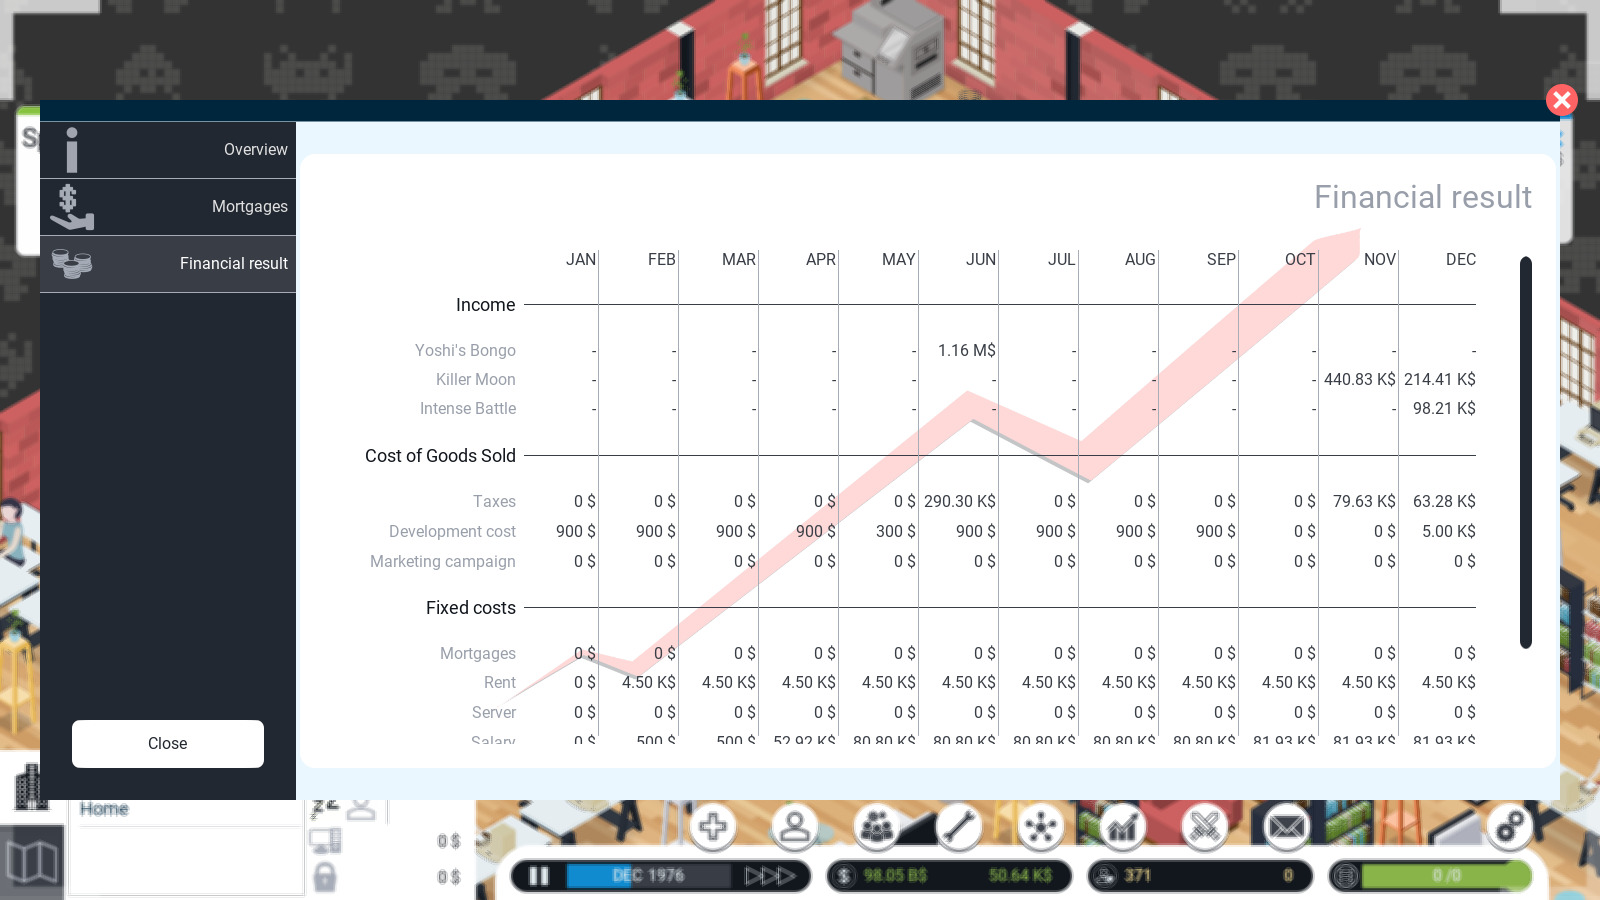 Overview
Mortgages
Financial result
Close
Financial result
JAN FEB MAR APR MAY JUN JUL AUG SEP OCT NOV DEC
Income
Yoshi's Bongo - - - - - 1.16 M$ - - - - - -
Killer Moon - - - - - - - - - - 440.83 K$ 214.41 K$
Intense Battle - - - - - - - - - - - 98.21 K$
Cost of Goods Sold
Taxes 0 $ 0 $ 0 $ 0 $ 0 $ 290.30 K$ 0 $ 0 $ 0 $ 0 $ 79.63 K$ 63.28 K$
Development cost 900 $ 900 $ 900 $ 900 $ 300 $ 900 $ 900 $ 900 $ 900 $ 0 $ 0 $ 5.00 K$
Marketing campaign 0 $ 0 $ 0 $ 0 $ 0 $ 0 $ 0 $ 0 $ 0 $ 0 $ 0 $ 0 $
Fixed costs
Mortgages 0 $ 0 $ 0 $ 0 $ 0 $ 0 $ 0 $ 0 $ 0 $ 0 $ 0 $ 0 $
Rent 0 $ 4.50 K$ 4.50 K$ 4.50 K$ 4.50 K$ 4.50 K$ 4.50 K$ 4.50 K$ 4.50 K$ 4.50 K$ 4.50 K$ 4.50 K$
Server 0 $ 0 $ 0 $ 0 $ 0 $ 0 $ 0 $ 0 $ 0 $ 0 $ 0 $ 0 $
Salary 0 $ 500 $ 500 $ 52.92 K$ 80.80 K$ 80.80 K$ 80.80 K$ 80.80 K$ 80.80 K$ 81.93 K$ 81.93 K$ 81.93 K$
Home
0 $
0 $
DEC 1976
98.05 B$ 50.64 K$
371 0
0 /0